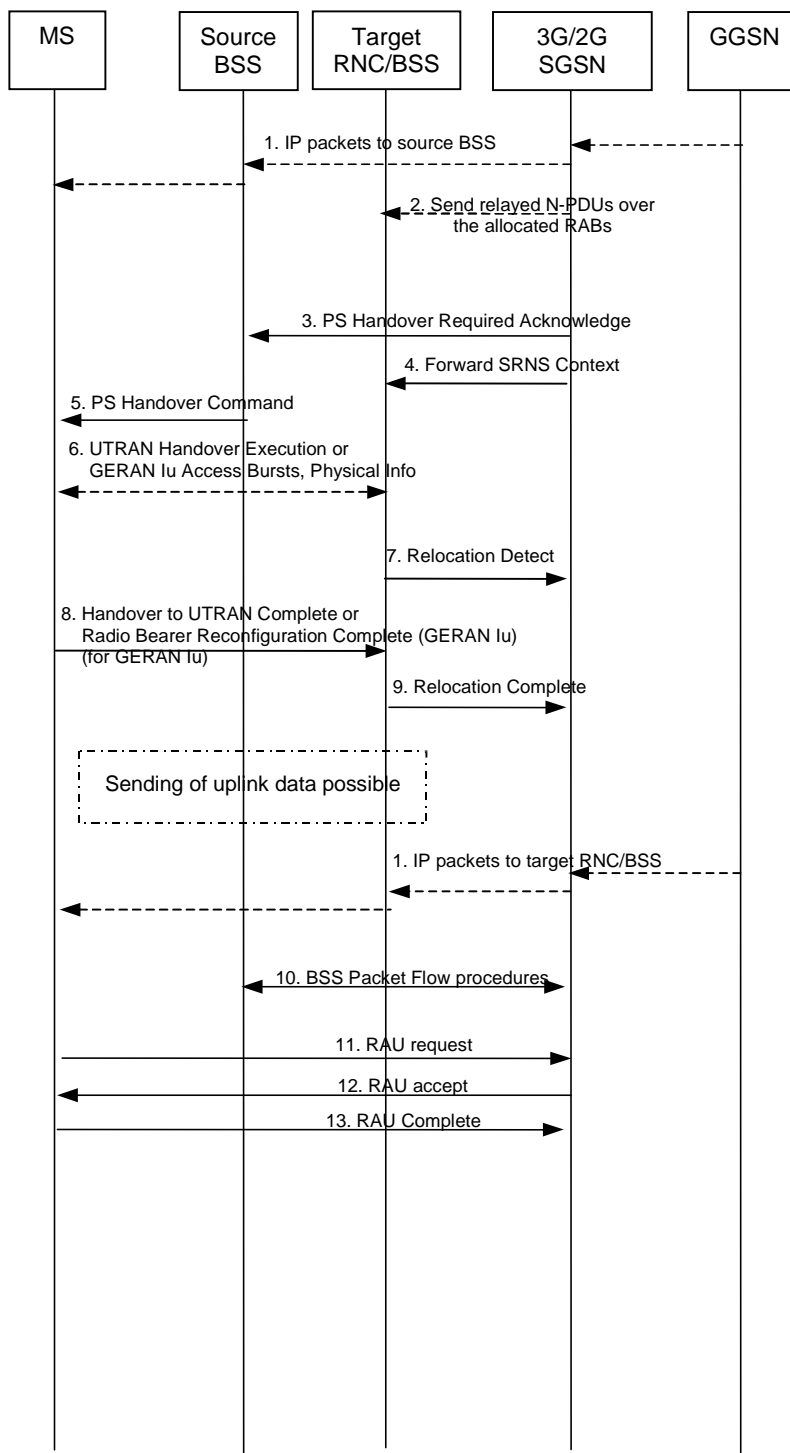 MS
Source
BSS
Target
RNC/BSS
3G/2G
SGSN
GGSN
1. IP packets to source BSS
2. Send relayed N-PDUs over
the allocated RABs
3. PS Handover Required Acknowledge
4. Forward SRNS Context
5. PS Handover Command
6. UTRAN Handover Execution or
GERAN Iu Access Bursts, Physical Info
7. Relocation Detect
8. Handover to UTRAN Complete or
Radio Bearer Reconfiguration Complete (GERAN Iu)
(for GERAN Iu)
9. Relocation Complete
Sending of uplink data possible
1. IP packets to target RNC/BSS
10. BSS Packet Flow procedures
11. RAU request
12. RAU accept
13. RAU Complete